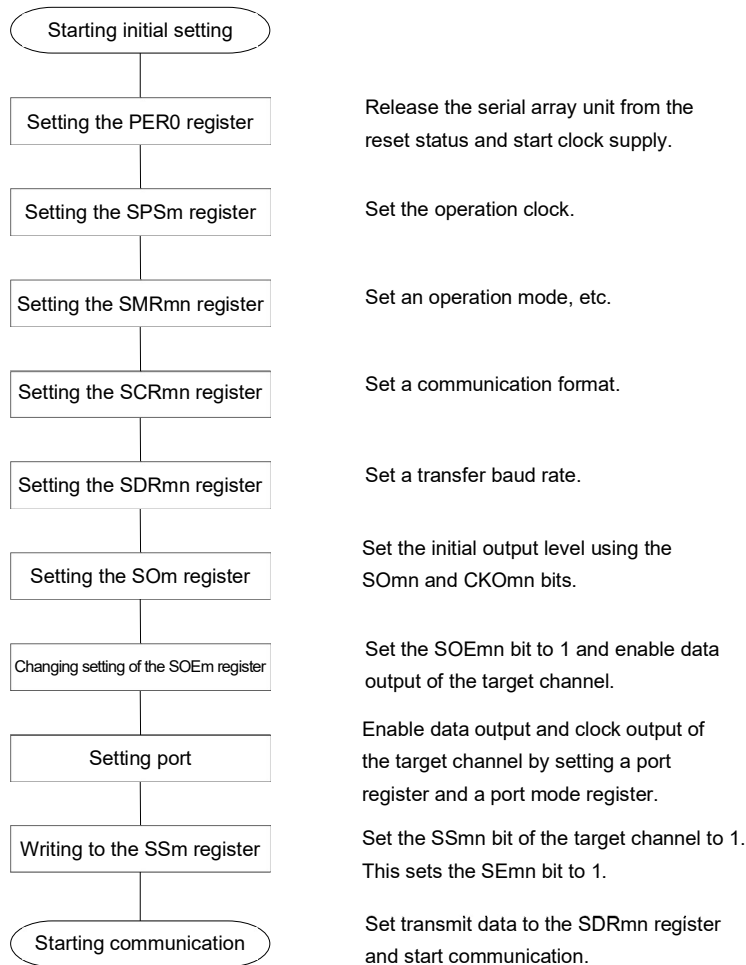 Starting initial setting
Setting the PER0 register
Release the serial array unit from the
reset status and start clock supply.
Setting the SPSm register
Set the operation clock.
Setting the SMRmn register
Set an operation mode, etc.
Setting the SCRmn register
Set a communication format.
Setting the SDRmn register
Set a transfer baud rate.
Setting the SOm register
Set the initial output level using the
SOmn and CKOmn bits.
Changing setting of the SOEm register
Set the SOEmn bit to 1 and enable data
output of the target channel.
Setting port
Enable data output and clock output of
the target channel by setting a port
register and a port mode register.
Writing to the SSm register
Set the SSmn bit of the target channel to 1.
This sets the SEmn bit to 1.
Starting communication
Set transmit data to the SDRmn register
and start communication.